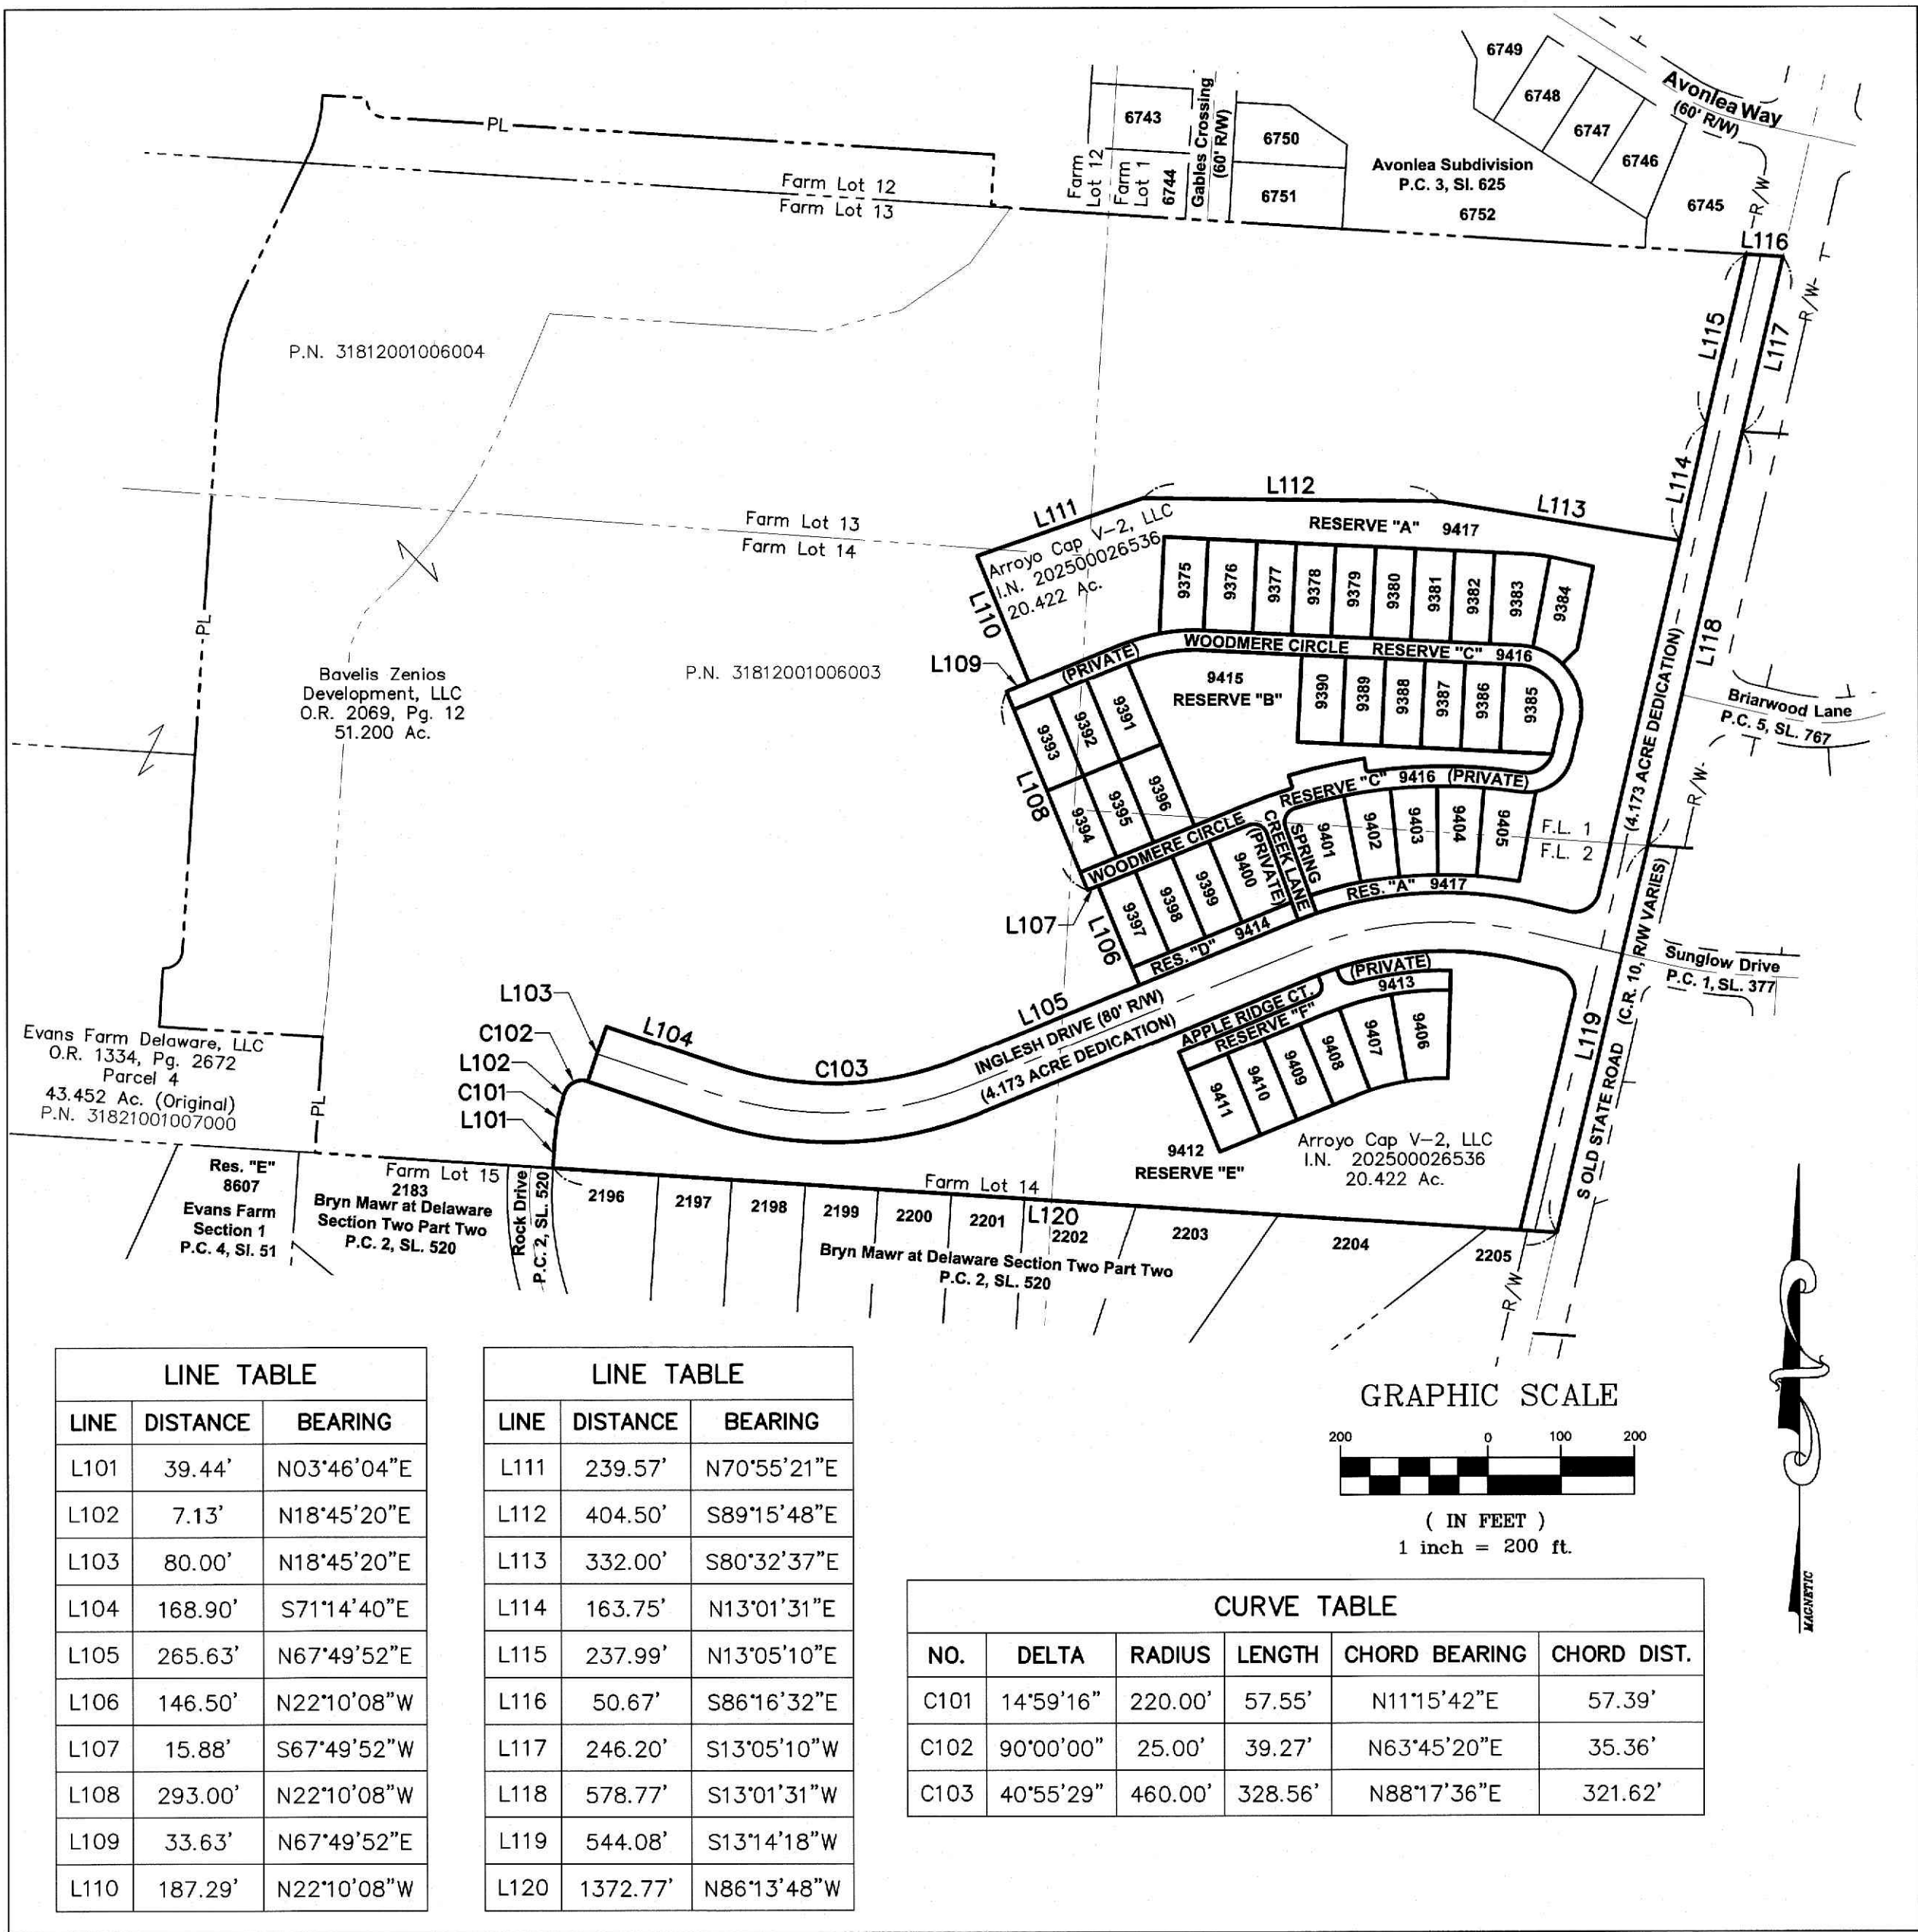 6749
6748
6747
6746
6745
Avonlea Way
(60' R/W)
6743
6744
Gables Crossing
(60' R/W)
6750
6751
Avonlea Subdivision
P.C. 3, Sl. 625
6752
Farm
Lot 12
Farm
Lot 1
PL
Farm Lot 12
Farm Lot 13
R/W
L116
R/W
L115
L117
P.N. 31812001006004
L114
Farm Lot 13
Farm Lot 14
L111
L112
L113
RESERVE "A" 9417
Arroyo Cap V-2, LLC
I.N. 202500026536
20.422 Ac.
L110
9375
9376
9377
9378
9379
9380
9381
9382
9383
9384
PL
L109
(PRIVATE)
WOODMERE CIRCLE RESERVE "C" 9416
(4.173 ACRE DEDICATION)
L118
Bavelis Zenios
Development, LLC
O.R. 2069, Pg. 12
51.200 Ac.
P.N. 31812001006003
9415
RESERVE "B"
9390
9389
9388
9387
9386
9385
Briarwood Lane
P.C. 5, SL. 767
9393
9392
9391
L108
9394
9395
9396
RESERVE "C" 9416 (PRIVATE)
R/W
WOODMERE CIRCLE
SPRING
CREEK LANE
(PRIVATE)
9401
9402
9403
9404
9405
F.L. 1
F.L. 2
L107
L106
9397
9398
9399
9400
RES. "A" 9417
RES. "D" 9414
Sunglow Drive
P.C. 1, SL. 377
L103
L104
C102
L102
C101
L101
C103
L105
INGLESH DRIVE (80' R/W)
(4.173 ACRE DEDICATION)
APPLE RIDGE CT.
(PRIVATE)
RESERVE "F"
9413
9411
9410
9409
9408
9407
9406
L119
S OLD STATE ROAD (C.R. 10, R/W VARIES)
Evans Farm Delaware, LLC
O.R. 1334, Pg. 2672
Parcel 4
43.452 Ac. (Original)
P.N. 31821001007000
PL
9412
RESERVE "E"
Arroyo Cap V-2, LLC
I.N. 202500026536
20.422 Ac.
Res. "E"
8607
Evans Farm
Section 1
P.C. 4, Sl. 51
Farm Lot 15
2183
Bryn Mawr at Delaware
Section Two Part Two
P.C. 2, SL. 520
Rock Drive
P.C. 2, SL. 520
Farm Lot 14
2196
2197
2198
2199
2200
2201
L120
2202
2203
2204
2205
R/W
Bryn Mawr at Delaware Section Two Part Two
P.C. 2, SL. 520
LINE TABLE
LINE DISTANCE BEARING
L101 39.44' N03°46'04"E
L102 7.13' N18°45'20"E
L103 80.00' N18°45'20"E
L104 168.90' S71°14'40"E
L105 265.63' N67°49'52"E
L106 146.50' N22°10'08"W
L107 15.88' S67°49'52"W
L108 293.00' N22°10'08"W
L109 33.63' N67°49'52"E
L110 187.29' N22°10'08"W
LINE TABLE
LINE DISTANCE BEARING
L111 239.57' N70°55'21"E
L112 404.50' S89°15'48"E
L113 332.00' S80°32'37"E
L114 163.75' N13°01'31"E
L115 237.99' N13°05'10"E
L116 50.67' S86°16'32"E
L117 246.20' S13°05'10"W
L118 578.77' S13°01'31"W
L119 544.08' S13°14'18"W
L120 1372.77' N86°13'48"W
GRAPHIC SCALE
200 0 100 200
( IN FEET )
1 inch = 200 ft.
MAGNETIC
CURVE TABLE
NO. DELTA RADIUS LENGTH CHORD BEARING CHORD DIST.
C101 14°59'16" 220.00' 57.55' N11°15'42"E 57.39'
C102 90°00'00" 25.00' 39.27' N63°45'20"E 35.36'
C103 40°55'29" 460.00' 328.56' N88°17'36"E 321.62'